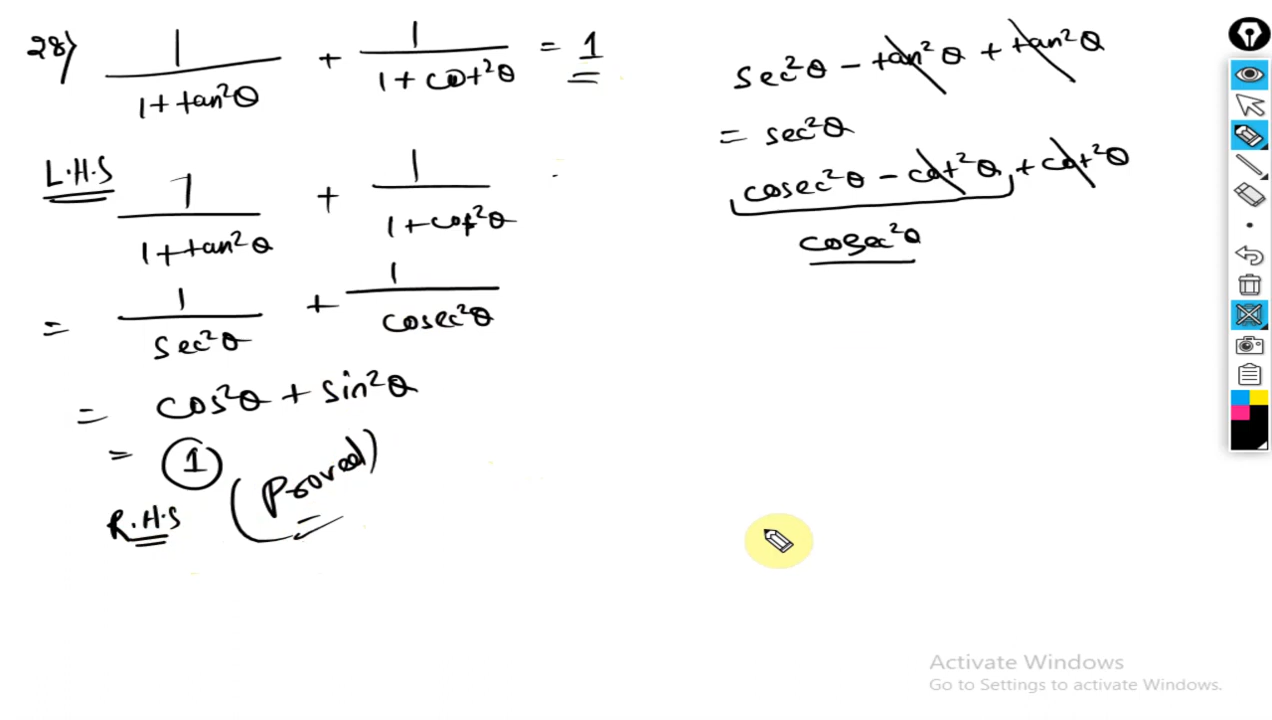 28) 1/(1 + tan²θ) + 1/(1 + cot²θ) = 1
L.H.S 1/(1 + tan²θ) + 1/(1 + cot²θ)
= 1/sec²θ + 1/cosec²θ
= cos²θ + sin²θ
= 1
R.H.S (Proved)
sec²θ − tan²θ + tan²θ
= sec²θ
cosec²θ − cot²θ + cot²θ
cosec²θ
Activate Windows
Go to Settings to activate Windows.